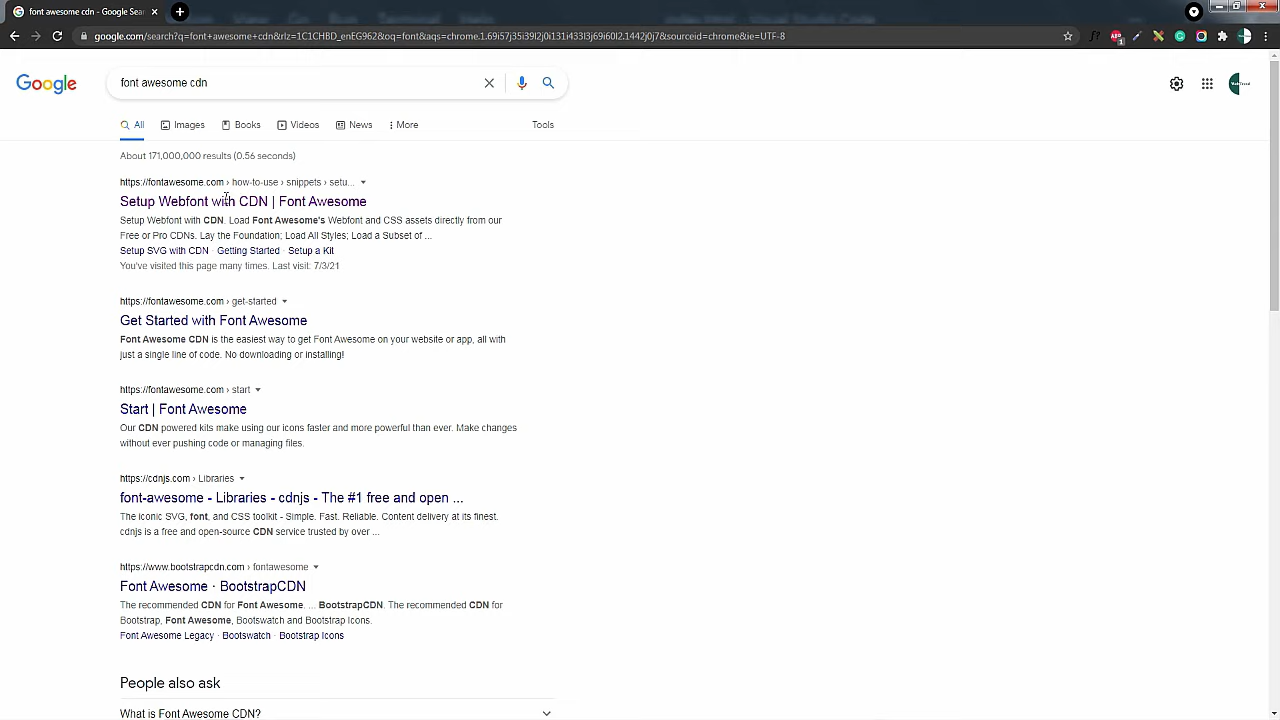 font awesome cdn - Google Sea
google.com/search?q=font+awesome+cdn&rlz=1C1CHBD_enEG962&oq=font&aqs=chrome.1.69i57j35i39l2j0i131i433l3j69i60l2.1442j0j7&sourceid=chrome&ie=UTF-8
Google
font awesome cdn
All Images Books Videos News More Tools
About 171,000,000 results (0.56 seconds)
https://fontawesome.com › how-to-use › snippets › setu...
Setup Webfont with CDN | Font Awesome
Setup Webfont with CDN. Load Font Awesome's Webfont and CSS assets directly from our
Free or Pro CDNs. Lay the Foundation; Load All Styles; Load a Subset of ...
Setup SVG with CDN · Getting Started · Setup a Kit
You've visited this page many times. Last visit: 7/3/21
https://fontawesome.com › get-started
Get Started with Font Awesome
Font Awesome CDN is the easiest way to get Font Awesome on your website or app, all with
just a single line of code. No downloading or installing!
https://fontawesome.com › start
Start | Font Awesome
Our CDN powered kits make using our icons faster and more powerful than ever. Make changes
without ever pushing code or managing files.
https://cdnjs.com › Libraries
font-awesome - Libraries - cdnjs - The #1 free and open ...
The iconic SVG, font, and CSS toolkit - Simple. Fast. Reliable. Content delivery at its finest.
cdnjs is a free and open-source CDN service trusted by over ...
https://www.bootstrapcdn.com › fontawesome
Font Awesome · BootstrapCDN
The recommended CDN for Font Awesome, ... BootstrapCDN. The recommended CDN for
Bootstrap, Font Awesome, Bootswatch and Bootstrap Icons.
Font Awesome Legacy · Bootswatch · Bootstrap Icons
People also ask
What is Font Awesome CDN?